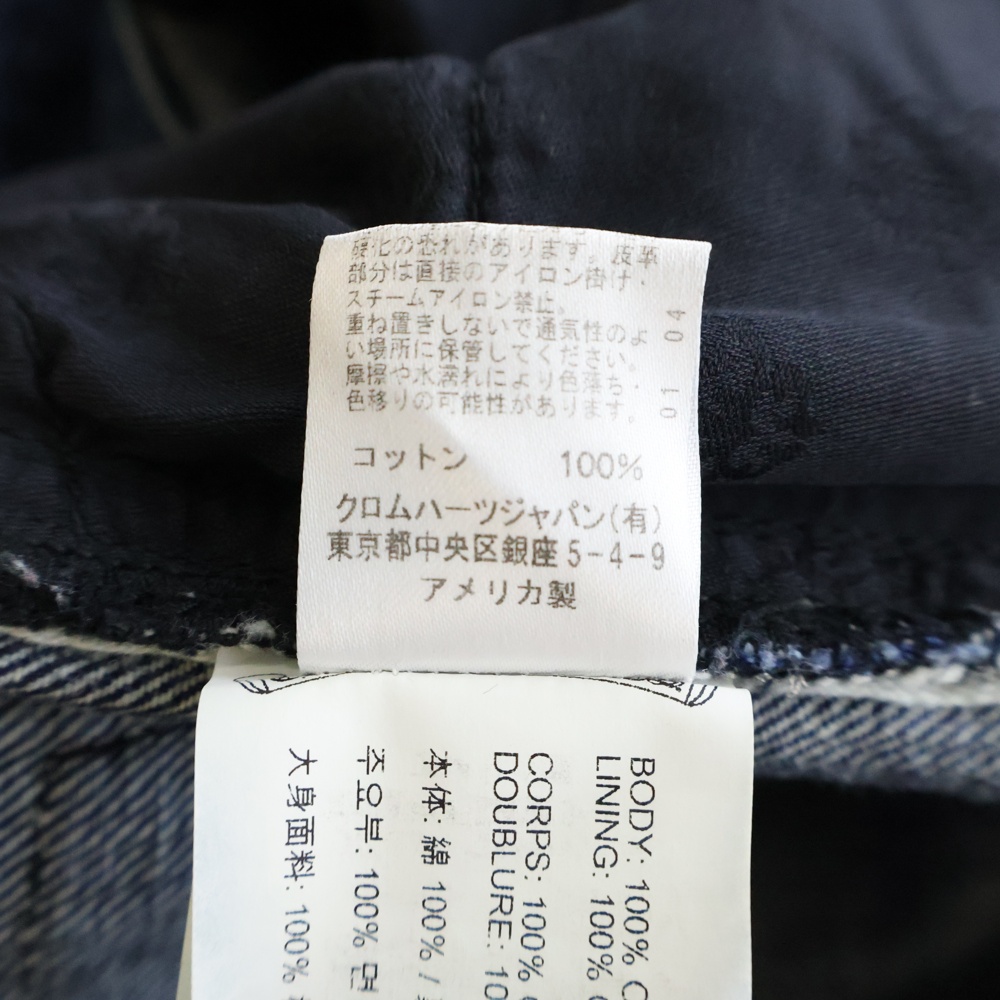 硬化の恐れがあります。皮革
部分は直接のアイロン掛け・
スチームアイロン禁止。
重ね置きしないで通気性のよ
い場所に保管してください。
摩擦や水濡れにより色落ち・
色移りの可能性があります。
01 04
コットン 100%
クロムハーツジャパン(有)
東京都中央区銀座5-4-9
アメリカ製
BODY: 100% C
LINING: 100%
CORPS: 100%
DOUBLURE: 10
本体: 綿 100% /
주요부: 100% 면
大身面料: 100%